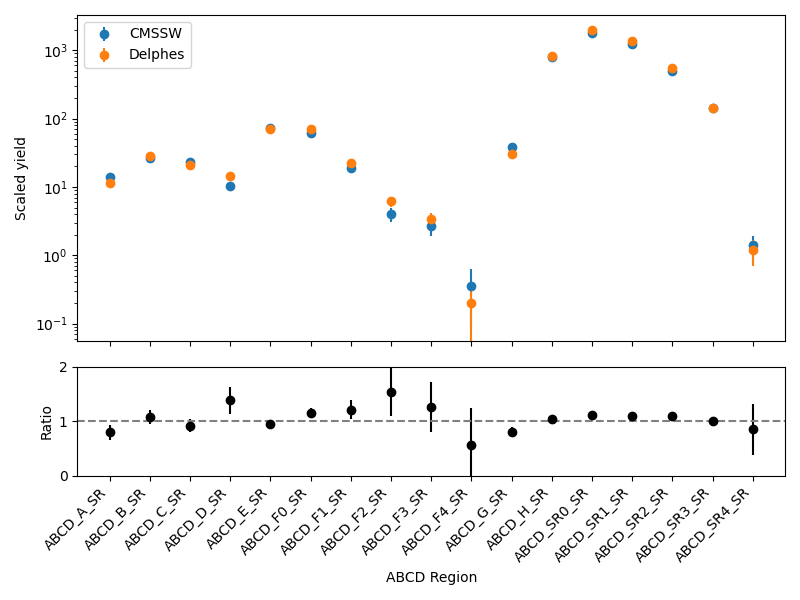 CMSSW
Delphes
Scaled yield
10³
10²
10¹
10⁰
10⁻¹
Ratio
2
1
0
ABCD_A_SR
ABCD_B_SR
ABCD_C_SR
ABCD_D_SR
ABCD_E_SR
ABCD_F0_SR
ABCD_F1_SR
ABCD_F2_SR
ABCD_F3_SR
ABCD_F4_SR
ABCD_G_SR
ABCD_H_SR
ABCD_SR0_SR
ABCD_SR1_SR
ABCD_SR2_SR
ABCD_SR3_SR
ABCD_SR4_SR
ABCD Region